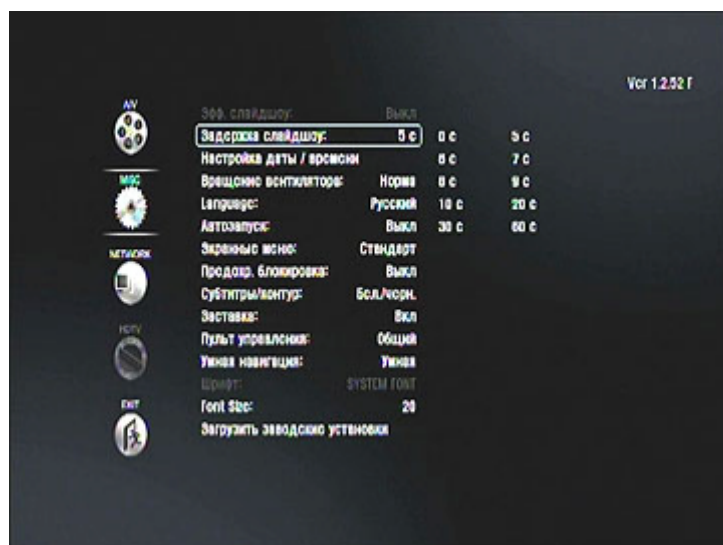 Ver 1.2.52 Г
A/V
Эфф. слайдшоу: Выкл
Задержка слайдшоу: 5 с 0 с 5 с
Настройка даты / времени 6 с 7 с
MISC
Вращение вентилятора: Норма 8 с 9 с
Language: Русский 10 с 20 с
Автозапуск: Выкл 30 с 60 с
Экранные меню: Стандарт
NETWORK
Предохр. блокировка: Выкл
Субтитры/контур: Бел./черн.
Заставка: Вкл
HDTV
Пульт управления: Общий
Умная навигация: Умная
Шрифт: SYSTEM FONT
EXIT
Font Size: 20
Загрузить заводские установки